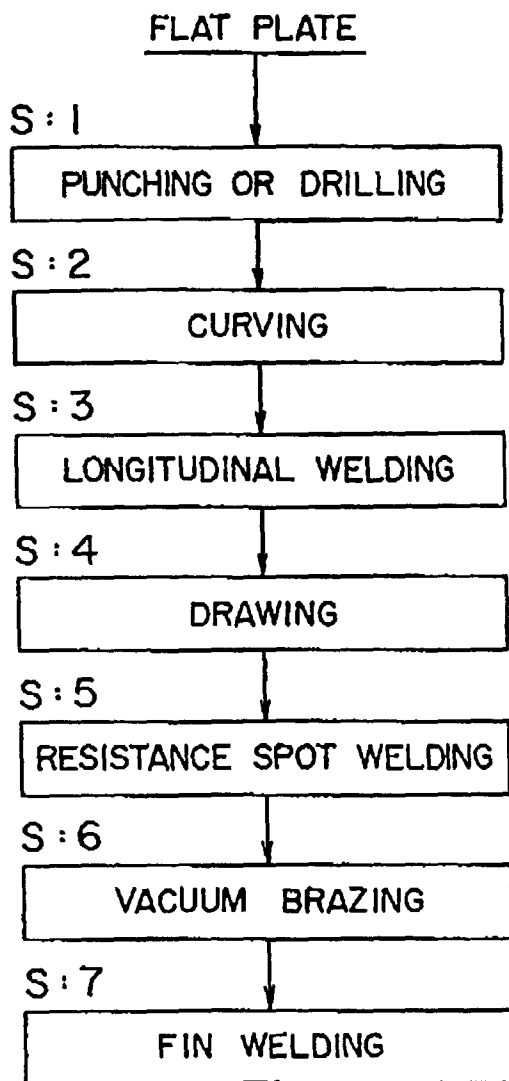 FLAT PLATE
S:1
PUNCHING OR DRILLING
S:2
CURVING
S:3
LONGITUDINAL WELDING
S:4
DRAWING
S:5
RESISTANCE SPOT WELDING
S:6
VACUUM BRAZING
S:7
FIN WELDING